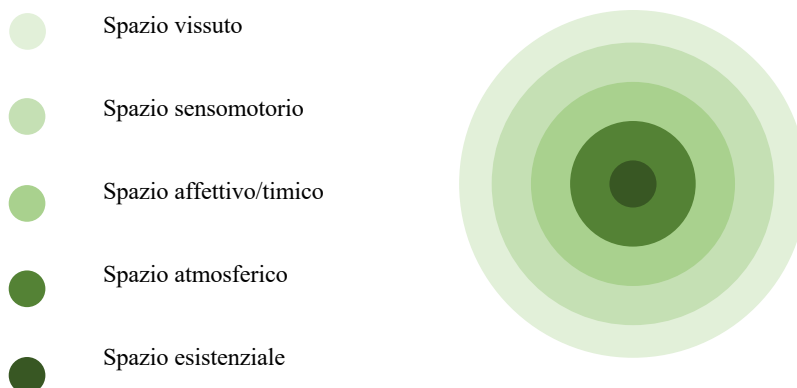 Spazio vissuto
Spazio sensomotorio
Spazio affettivo/timico
Spazio atmosferico
Spazio esistenziale